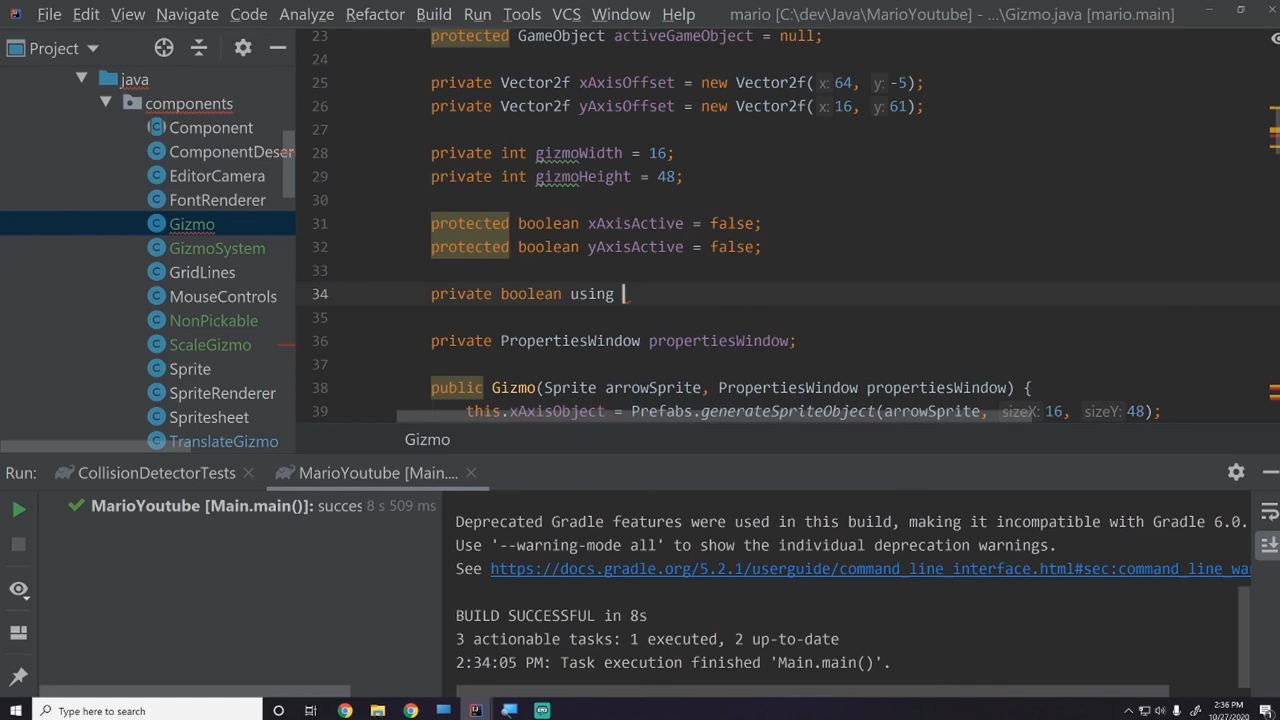 File Edit View Navigate Code Analyze Refactor Build Run Tools VCS Window Help mario [C:\dev\Java\MarioYoutube] - ...\Gizmo.java [mario.main]
Project
java
components
Component
ComponentDeser
EditorCamera
FontRenderer
Gizmo
GizmoSystem
GridLines
MouseControls
NonPickable
ScaleGizmo
Sprite
SpriteRenderer
Spritesheet
TranslateGizmo
23 protected GameObject activeGameObject = null;
24
25 private Vector2f xAxisOffset = new Vector2f( x: 64, y: -5);
26 private Vector2f yAxisOffset = new Vector2f( x: 16, y: 61);
27
28 private int gizmoWidth = 16;
29 private int gizmoHeight = 48;
30
31 protected boolean xAxisActive = false;
32 protected boolean yAxisActive = false;
33
34 private boolean using
35
36 private PropertiesWindow propertiesWindow;
37
38 public Gizmo(Sprite arrowSprite, PropertiesWindow propertiesWindow) {
39 this.xAxisObject = Prefabs.generateSpriteObject(arrowSprite, sizeX: 16, sizeY: 48);
Gizmo
Run: CollisionDetectorTests MarioYoutube [Main....
MarioYoutube [Main.main()]: succes 8 s 509 ms
Deprecated Gradle features were used in this build, making it incompatible with Gradle 6.0.
Use '--warning-mode all' to show the individual deprecation warnings.
See https://docs.gradle.org/5.2.1/userguide/command_line_interface.html#sec:command_line_wa
BUILD SUCCESSFUL in 8s
3 actionable tasks: 1 executed, 2 up-to-date
2:34:05 PM: Task execution finished 'Main.main()'.
Type here to search
2:36 PM
10/27/2020